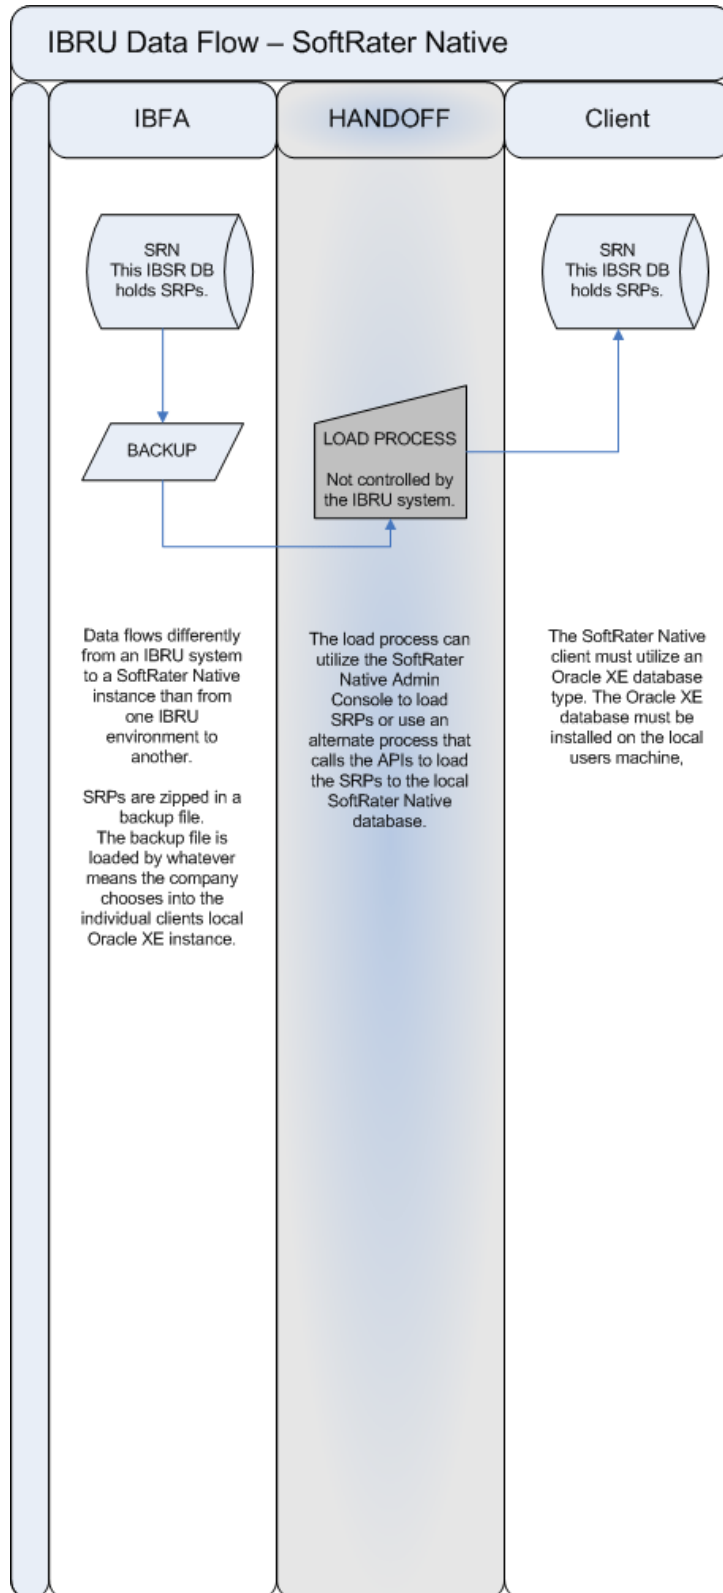 IBRU Data Flow – SoftRater Native
IBFA
HANDOFF
Client
SRN
This IBSR DB
holds SRPs.
SRN
This IBSR DB
holds SRPs.
BACKUP
LOAD PROCESS
Not controlled by
the IBRU system.
Data flows differently
from an IBRU system
to a SoftRater Native
instance than from
one IBRU
environment to
another.
SRPs are zipped in a
backup file.
The backup file is
loaded by whatever
means the company
chooses into the
individual clients local
Oracle XE instance.
The load process can
utilize the SoftRater
Native Admin
Console to load
SRPs or use an
alternate process that
calls the APIs to load
the SRPs to the local
SoftRater Native
database.
The SoftRater Native
client must utilize an
Oracle XE database
type. The Oracle XE
database must be
installed on the local
users machine,